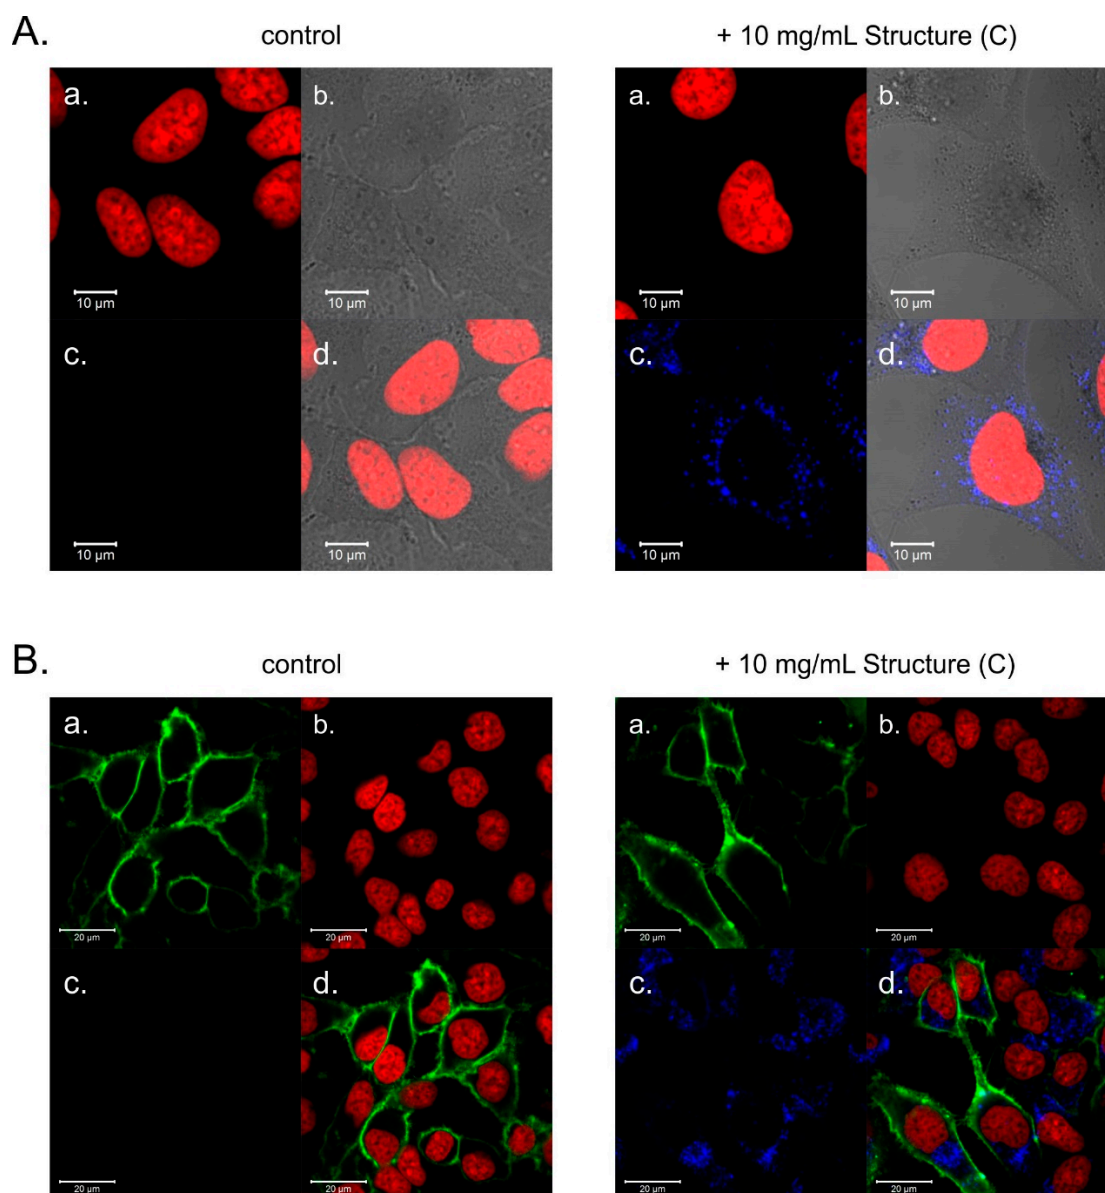 A.
control
+ 10 mg/mL Structure (C)
a.
b.
a.
b.
10 µm
10 µm
10 µm
10 µm
c.
d.
c.
d.
10 µm
10 µm
10 µm
10 µm
B.
control
+ 10 mg/mL Structure (C)
a.
b.
a.
b.
20 µm
20 µm
20 µm
20 µm
c.
d.
c.
d.
20 µm
20 µm
20 µm
20 µm